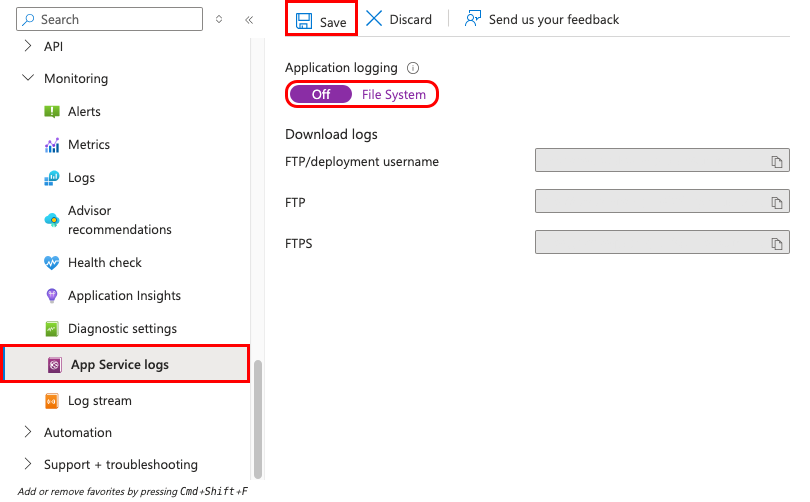 Search
API
Monitoring
Alerts
Metrics
Logs
Advisor
recommendations
Health check
Application Insights
Diagnostic settings
App Service logs
Log stream
Automation
Support + troubleshooting
Add or remove favorites by pressing Cmd+Shift+F
Save Discard Send us your feedback
Application logging
Off File System
Download logs
FTP/deployment username
FTP
FTPS